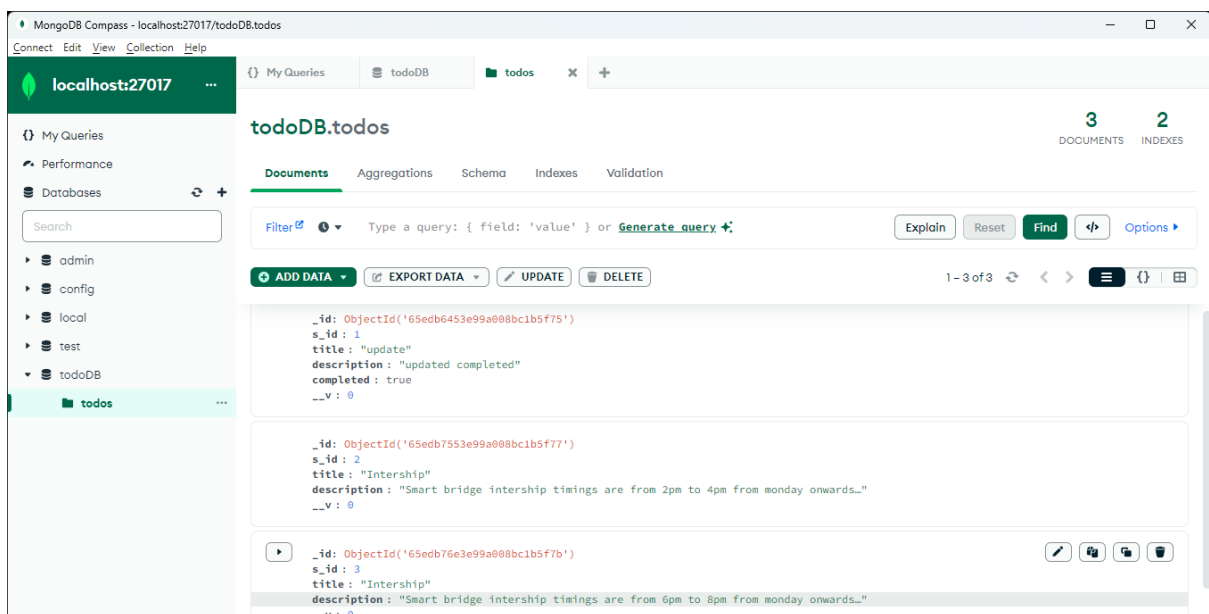 MongoDB Compass - localhost:27017/todoDB.todos
Connect Edit View Collection Help
localhost:27017 ...
{} My Queries
todoDB
todos
My Queries
Performance
Databases
Search
admin
config
local
test
todoDB
todos
todoDB.todos
3
DOCUMENTS
2
INDEXES
Documents Aggregations Schema Indexes Validation
Filter Type a query: { field: 'value' } or Generate query
Explain Reset Find </> Options
ADD DATA EXPORT DATA UPDATE DELETE
1 – 3 of 3 {}
_id: ObjectId('65edb6453e99a008bc1b5f75')
s_id : 1
title : "update"
description : "updated completed"
completed : true
__v : 0
_id: ObjectId('65edb7553e99a008bc1b5f77')
s_id : 2
title : "Intership"
description : "Smart bridge intership timings are from 2pm to 4pm from monday onwards…"
__v : 0
_id: ObjectId('65edb76e3e99a008bc1b5f7b')
s_id : 3
title : "Intership"
description : "Smart bridge intership timings are from 6pm to 8pm from monday onwards…"